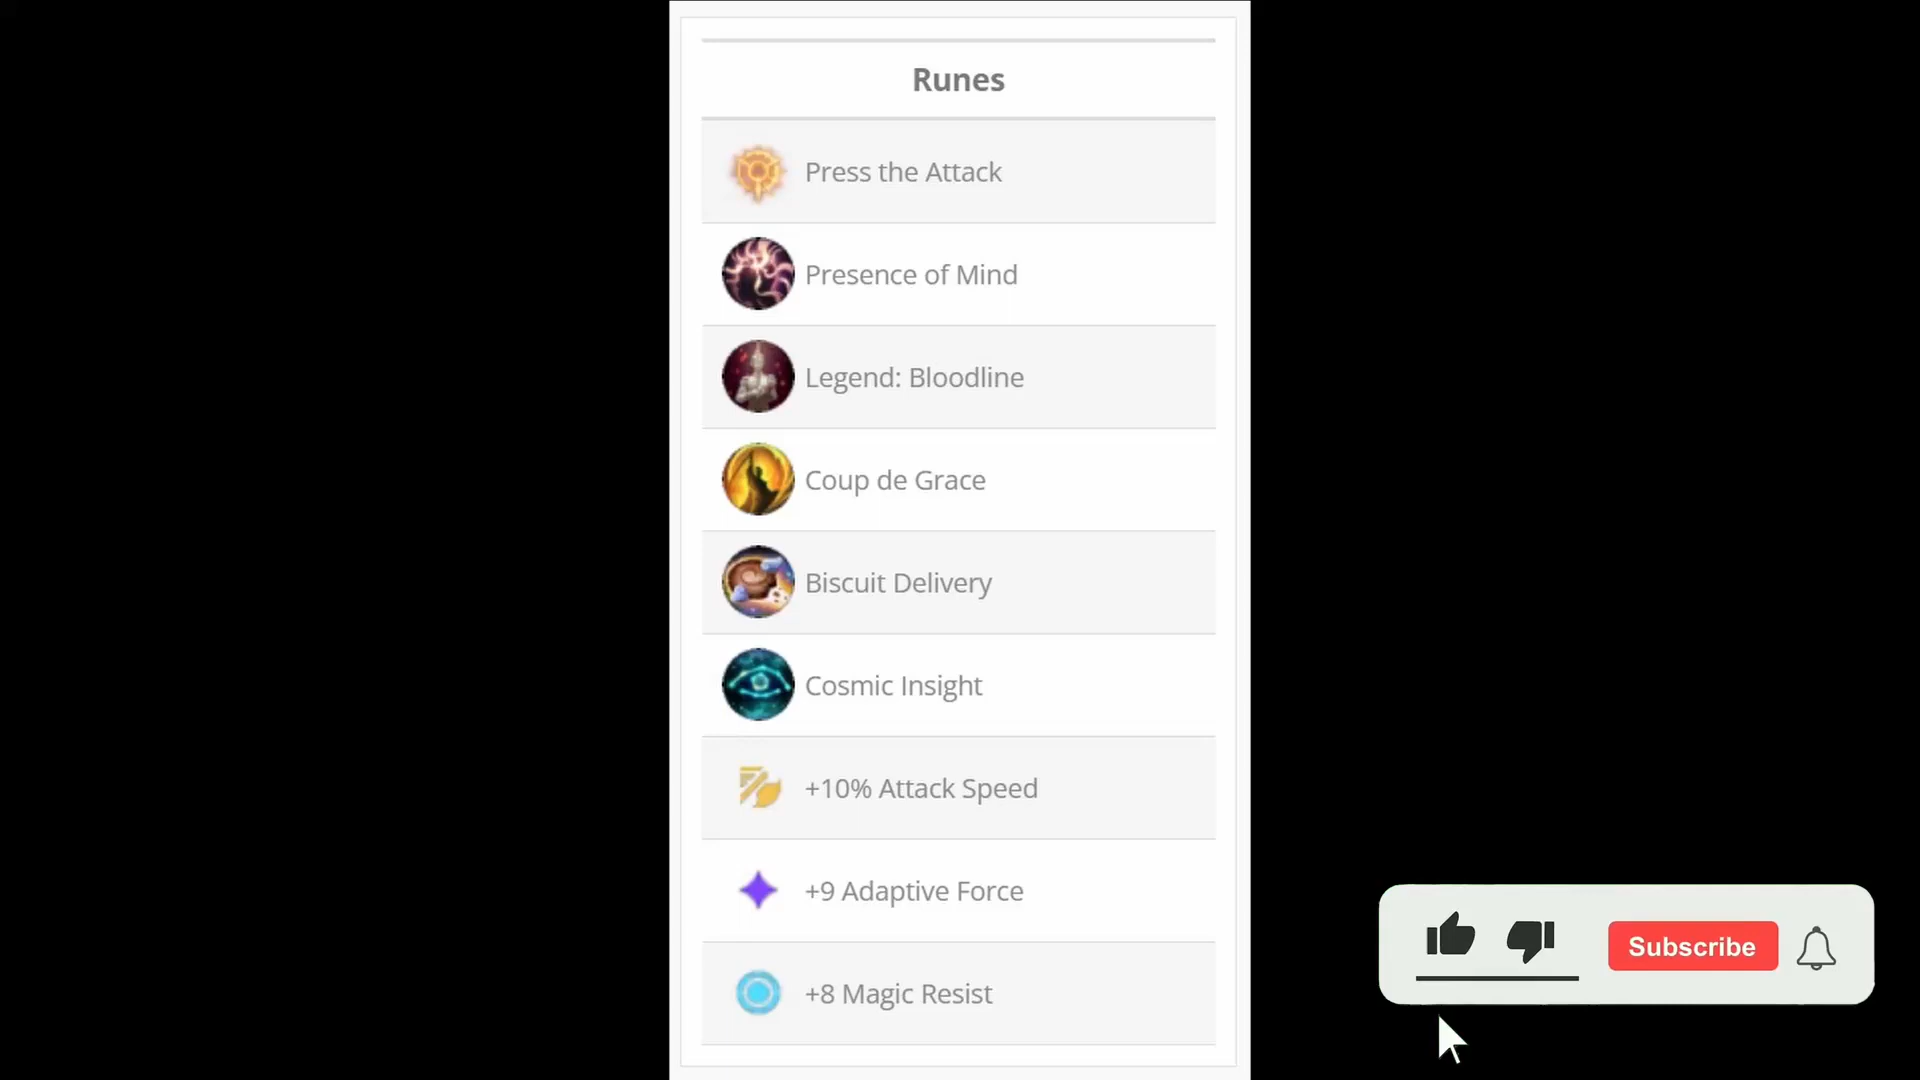 Runes
Press the Attack
Presence of Mind
Legend: Bloodline
Coup de Grace
Biscuit Delivery
Cosmic Insight
+10% Attack Speed
+9 Adaptive Force
+8 Magic Resist
Subscribe